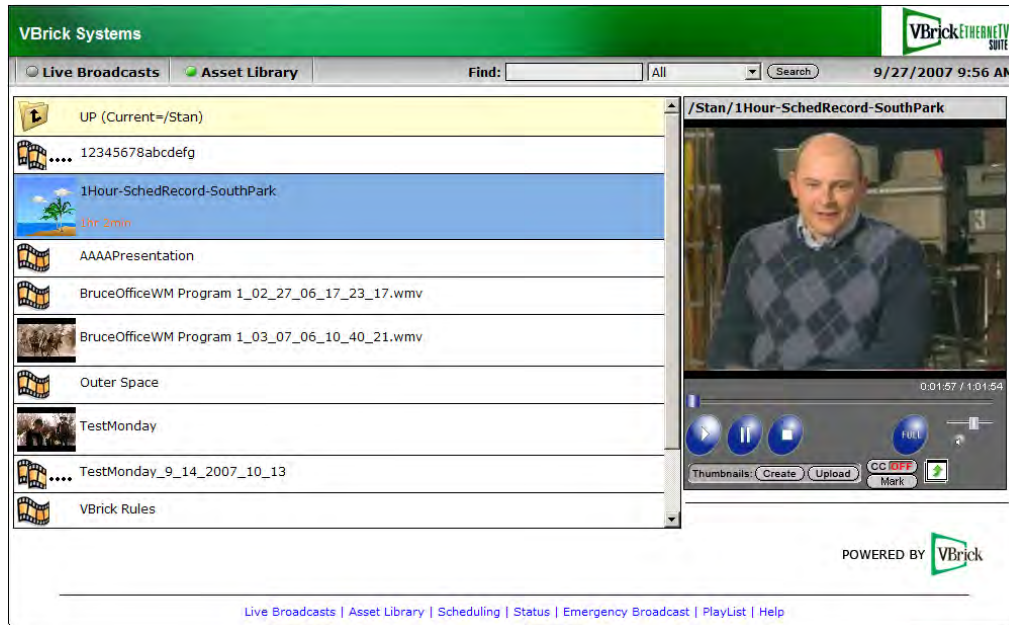 VBrick Systems
VBrick ETHERNETV SUITE
Live Broadcasts Asset Library Find: All Search 9/27/2007 9:56 AM
UP (Current=/Stan)
12345678abcdefg
1Hour-SchedRecord-SouthPark
1hr 2min
AAAAPresentation
BruceOfficeWM Program 1_02_27_06_17_23_17.wmv
BruceOfficeWM Program 1_03_07_06_10_40_21.wmv
Outer Space
TestMonday
.... TestMonday_9_14_2007_10_13
VBrick Rules
/Stan/1Hour-SchedRecord-SouthPark
0:01:57 / 1:01:54
FULL
Thumbnails: Create Upload CC OFF
Mark
POWERED BY VBrick
Live Broadcasts | Asset Library | Scheduling | Status | Emergency Broadcast | PlayList | Help